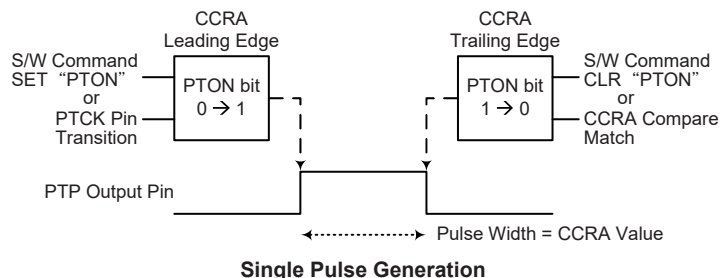 CCRA
Leading Edge
S/W Command
SET “PTON”
or
PTCK Pin
Transition
PTON bit
0 → 1
CCRA
Trailing Edge
PTON bit
1 → 0
S/W Command
CLR “PTON”
or
CCRA Compare
Match
PTP Output Pin
Pulse Width = CCRA Value
Single Pulse Generation